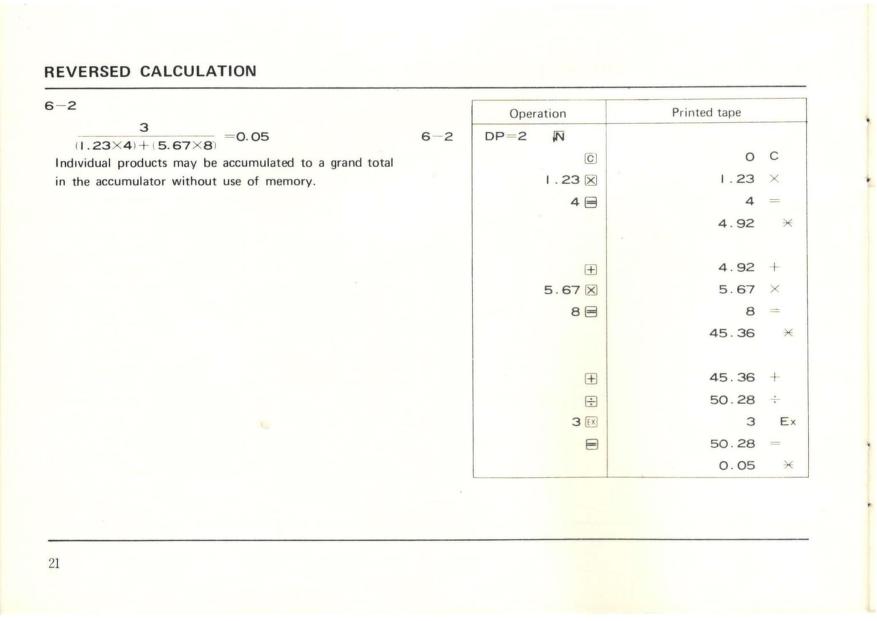 REVERSED CALCULATION
6-2
3
(1.23×4)+(5.67×8) =0.05
Individual products may be accumulated to a grand total
in the accumulator without use of memory.
Operation Printed tape
6-2 DP=2 N
C 0 C
1.23 × 1.23 ×
4 = 4 =
4.92 *
+ 4.92 +
5.67 × 5.67 ×
8 = 8 =
45.36 *
+ 45.36 +
÷ 50.28 ÷
3 EX 3 Ex
= 50.28 =
0.05 *
21